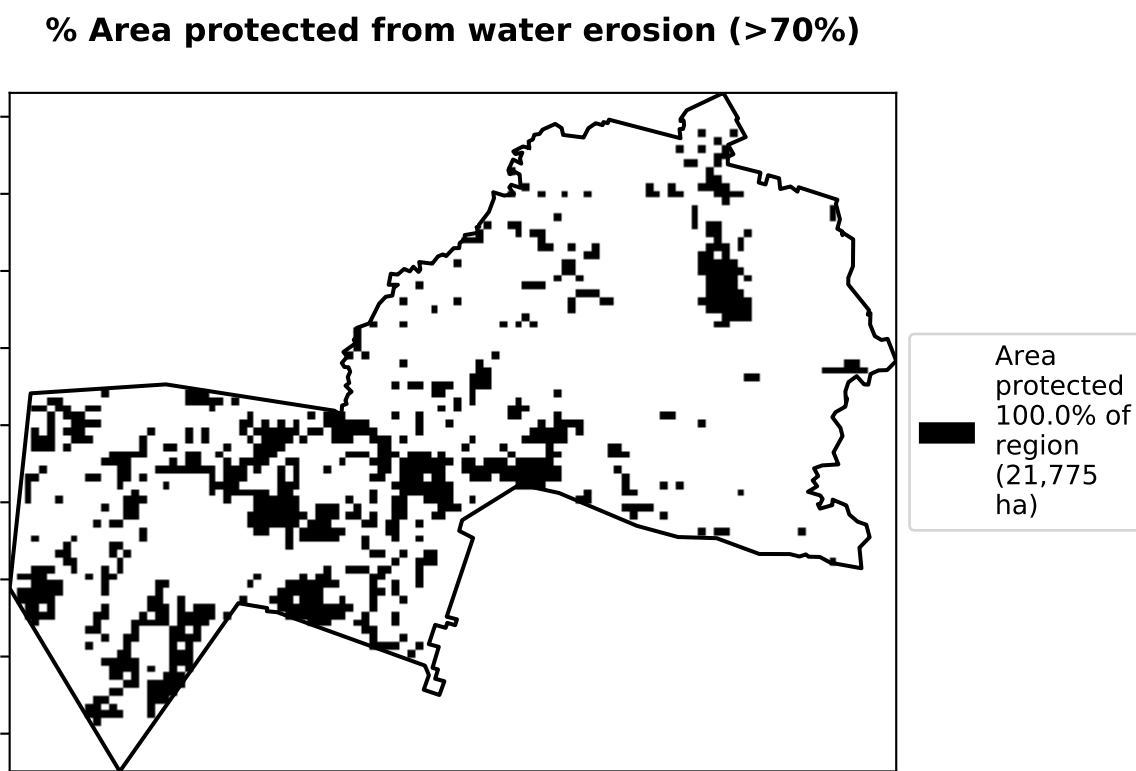 % Area protected from water erosion (>70%)
Area
protected
100.0% of
region
(21,775
ha)